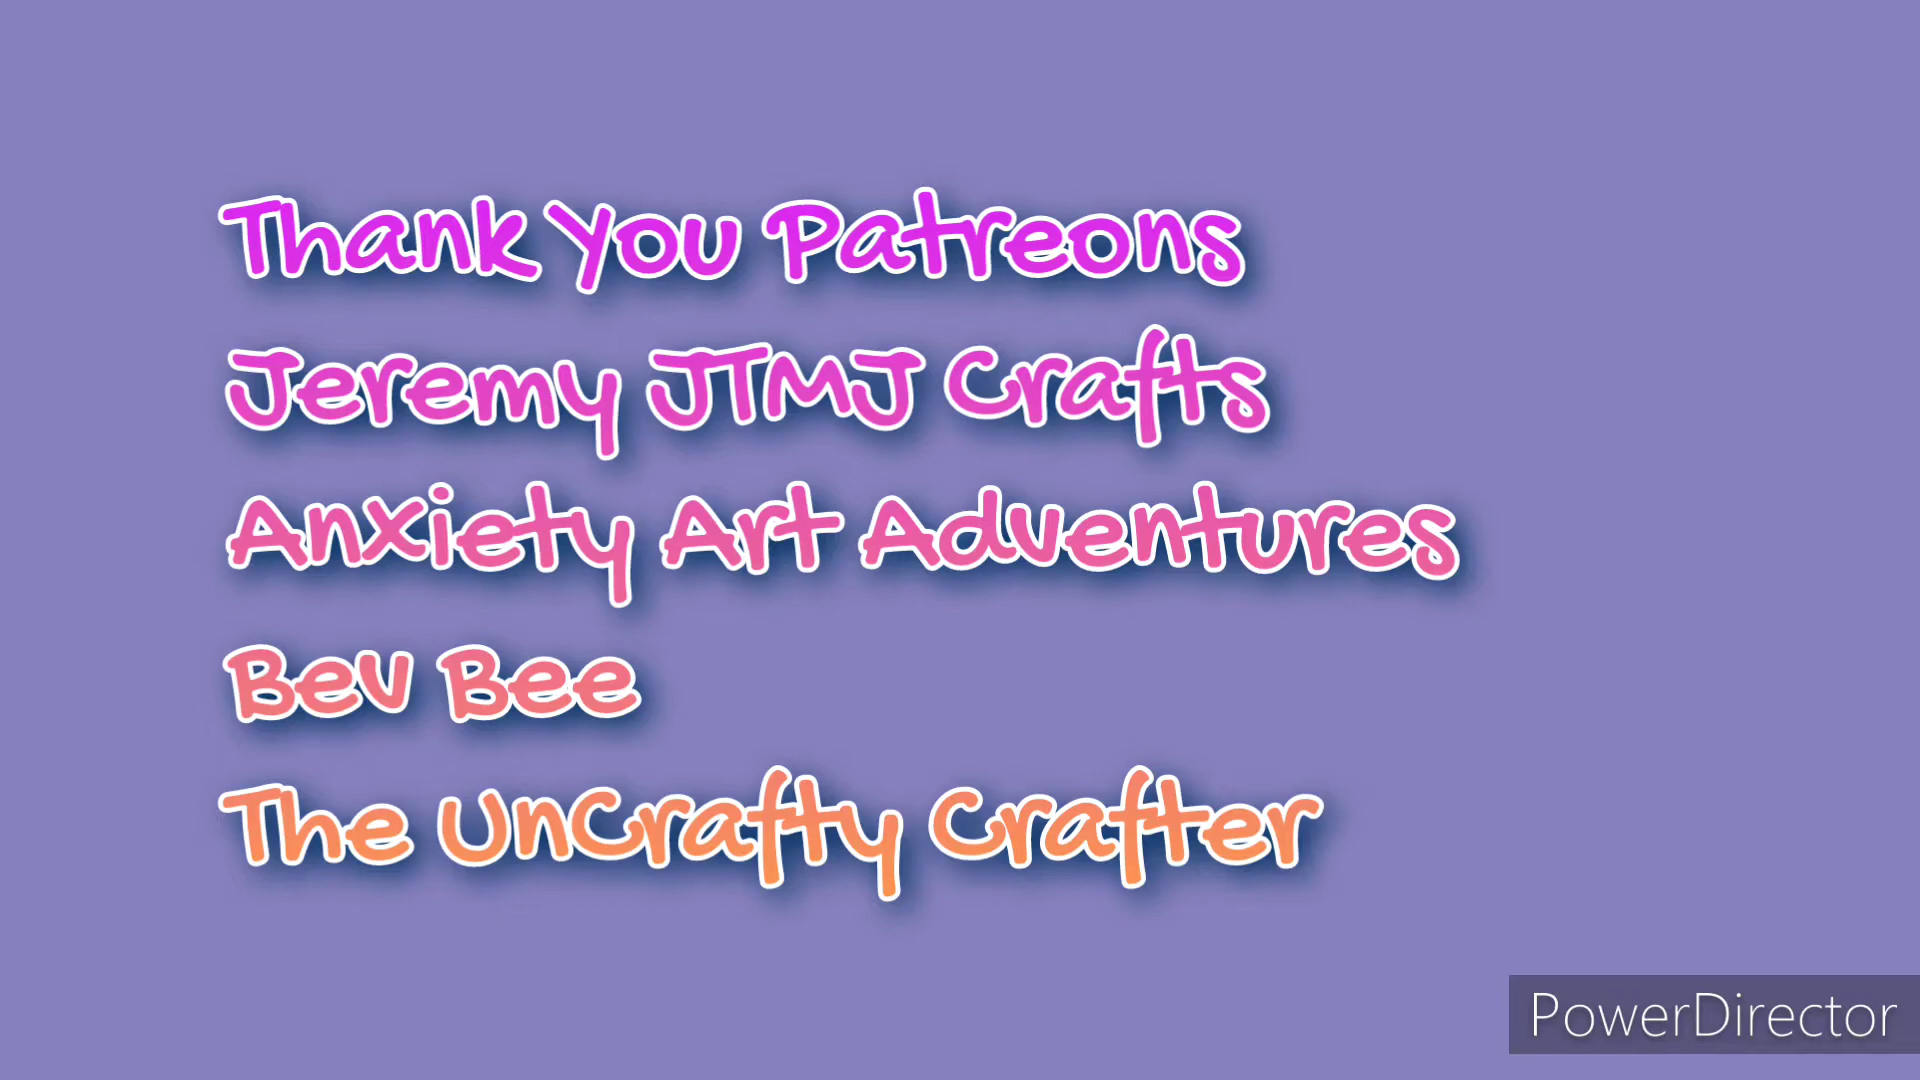 Thank You Patreons
Jeremy JTMJ Crafts
Anxiety Art Adventures
Bev Bee
The UnCrafty Crafter
PowerDirector